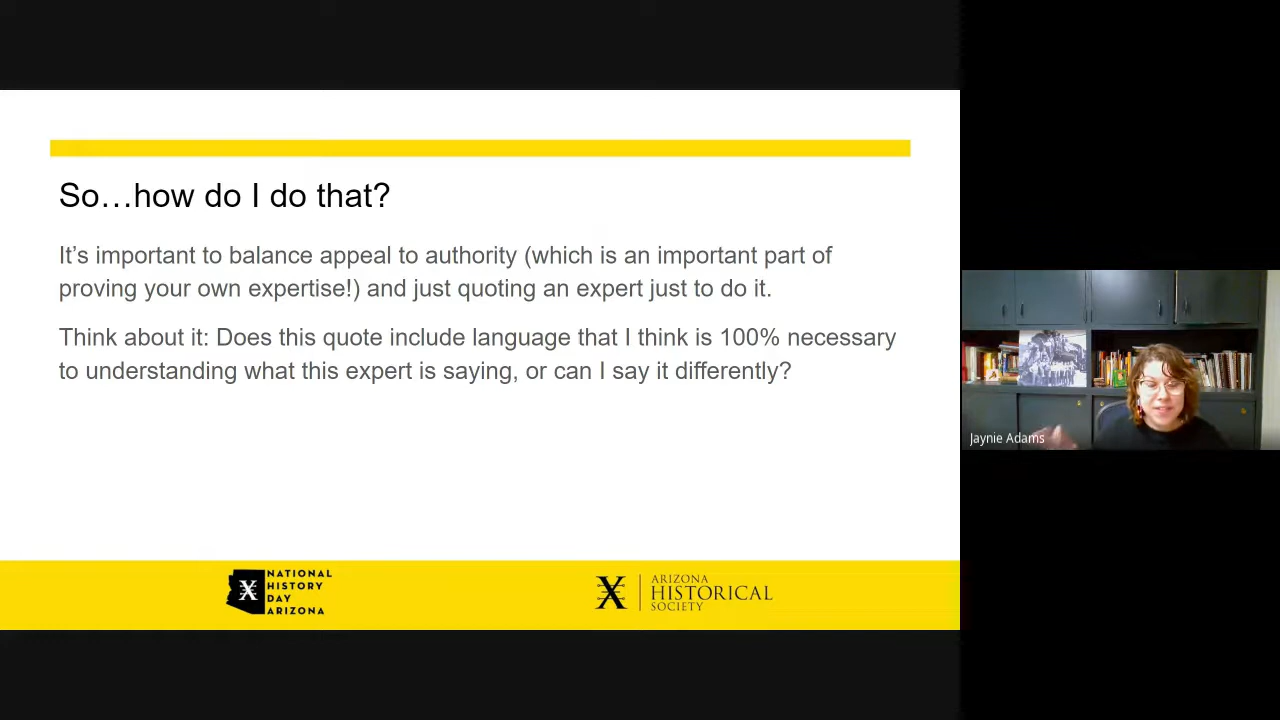 So…how do I do that?
It’s important to balance appeal to authority (which is an important part of
proving your own expertise!) and just quoting an expert just to do it.
Think about it: Does this quote include language that I think is 100% necessary
to understanding what this expert is saying, or can I say it differently?
Jaynie Adams
NATIONAL
HISTORY
DAY
ARIZONA
ARIZONA
HISTORICAL
SOCIETY